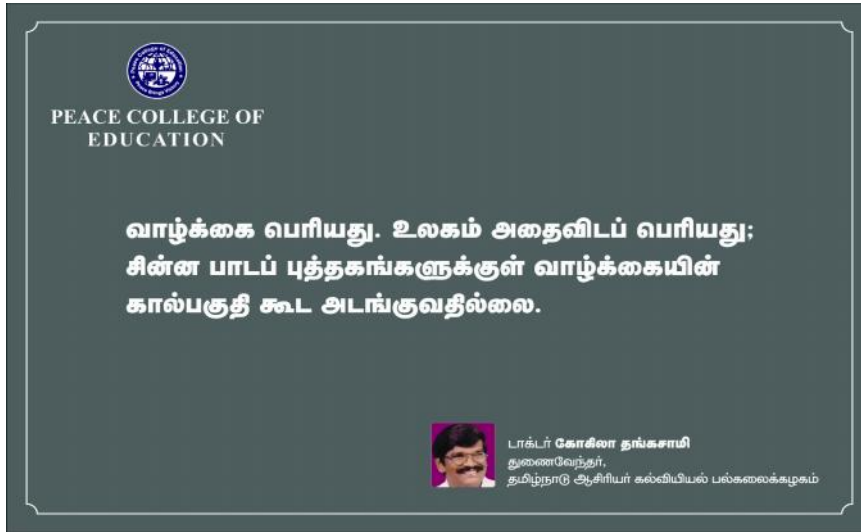 PEACE COLLEGE OF
EDUCATION
வாழ்க்கை பெரியது. உலகம் அதைவிடப் பெரியது;
சின்ன பாடப் புத்தகங்களுக்குள் வாழ்க்கையின்
கால்பகுதி கூட அடங்குவதில்லை.
டாக்டர் கோகிலா தங்கசாமி
துணைவேந்தர்,
தமிழ்நாடு ஆசிரியர் கல்வியியல் பல்கலைக்கழகம்